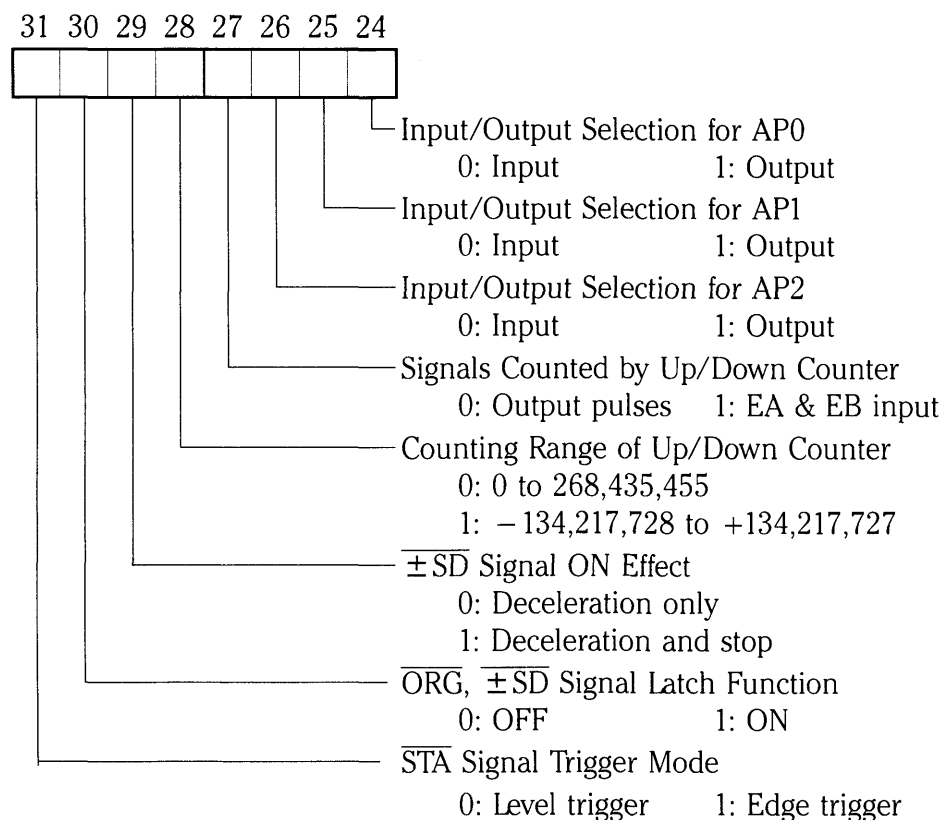 31 30 29 28 27 26 25 24
Input/Output Selection for AP0
0: Input 1: Output
Input/Output Selection for AP1
0: Input 1: Output
Input/Output Selection for AP2
0: Input 1: Output
Signals Counted by Up/Down Counter
0: Output pulses 1: EA & EB input
Counting Range of Up/Down Counter
0: 0 to 268,435,455
1: −134,217,728 to +134,217,727
±SD Signal ON Effect
0: Deceleration only
1: Deceleration and stop
ORG, ±SD Signal Latch Function
0: OFF 1: ON
STA Signal Trigger Mode
0: Level trigger 1: Edge trigger